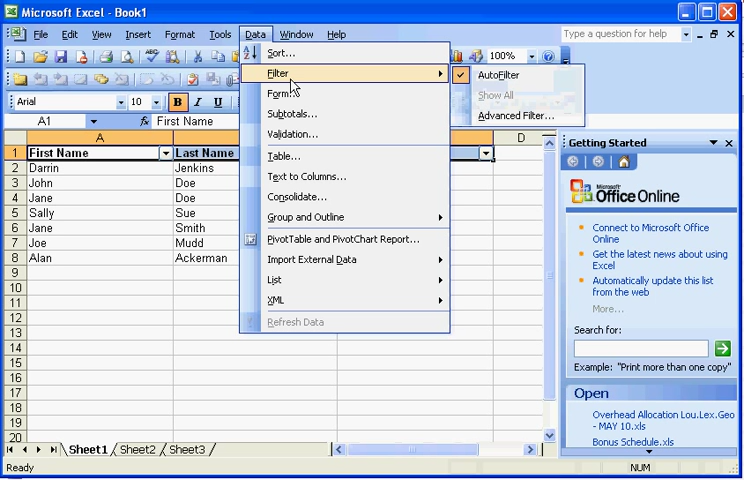 Microsoft Excel - Book1
File Edit View Insert Format Tools Data Window Help
Type a question for help
100%
Arial 10 B I U
A1 fx First Name
Sort...
Filter
Form...
Subtotals...
Validation...
Table...
Text to Columns...
Consolidate...
Group and Outline
PivotTable and PivotChart Report...
Import External Data
List
XML
Refresh Data
AutoFilter
Show All
Advanced Filter...
A D
1 First Name Last Name
2 Darrin Jenkins
3 John Doe
4 Jane Doe
5 Sally Sue
6 Jane Smith
7 Joe Mudd
8 Alan Ackerman
9
10
11
12
13
14
15
16
17
18
19
20
Sheet1 Sheet2 Sheet3
Ready
NUM
Getting Started
Microsoft
Office Online
Connect to Microsoft Office
Online
Get the latest news about using
Excel
Automatically update this list
from the web
More...
Search for:
Example: "Print more than one copy"
Open
Overhead Allocation Lou.Lex.Geo
- MAY 10.xls
Bonus Schedule.xls